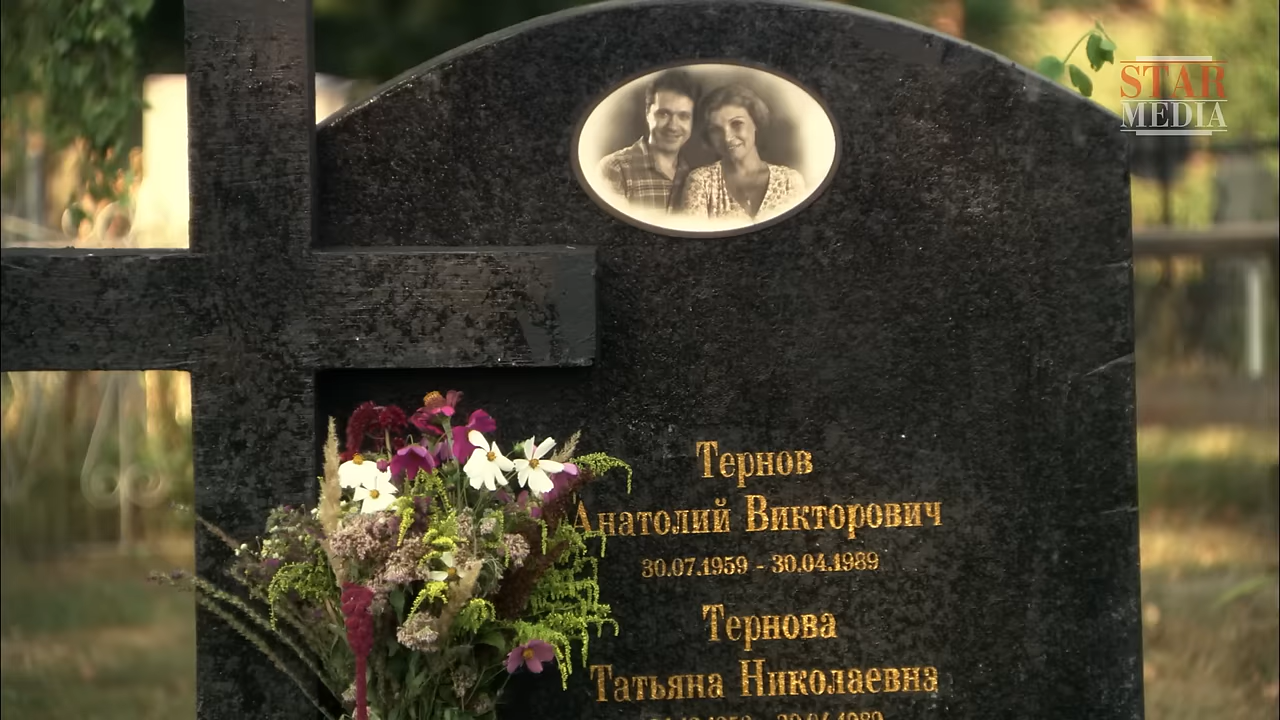 STAR
MEDIA
Тернов
Анатолий Викторович
30.07.1959 - 30.04.1989
Тернова
Татьяна Николаевна